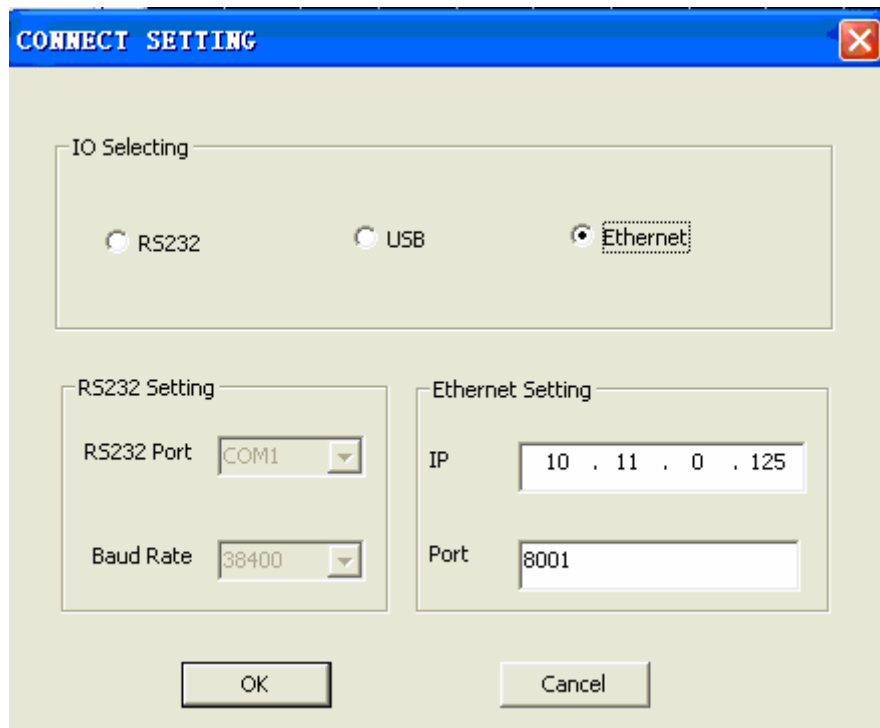 CONNECT SETTING
IO Selecting
RS232 USB Ethernet
RS232 Setting
RS232 Port COM1
Baud Rate 38400
Ethernet Setting
IP 10 . 11 . 0 . 125
Port 8001
OK Cancel